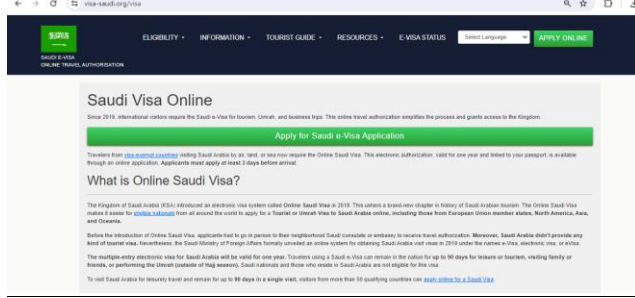 visa-saudi.org/visa
ELIGIBILITY
INFORMATION
TOURIST GUIDE
RESOURCES
E-VISA STATUS
Select Language
APPLY ONLINE
SAUDI E-VISA
ONLINE TRAVEL AUTHORISATION
Saudi Visa Online
Since 2019, international visitors require the Saudi e-Visa for tourism, Umrah, and business trips. This online travel authorization simplifies the process and grants access to the Kingdom.
Apply for Saudi e-Visa Application
Travelers from visa-exempt countries visiting Saudi Arabia by air, land, or sea now require the Online Saudi Visa. This electronic authorization, valid for one year and linked to your passport, is available
through an online application. Applicants must apply at least 3 days before arrival.
What is Online Saudi Visa?
The Kingdom of Saudi Arabia (KSA) introduced an electronic visa system called Online Saudi Visa in 2019. This ushers a brand-new chapter in history of Saudi Arabian tourism. The Online Saudi Visa
makes it easier for eligible nationals from all around the world to apply for a Tourist or Umrah Visa to Saudi Arabia online, including those from European Union member states, North America, Asia,
and Oceania.
Before the introduction of Online Saudi Visa, applicants had to go in person to their neighborhood Saudi consulate or embassy to receive travel authorisation. Moreover, Saudi Arabia didn't provide any
kind of tourist visa. Nevertheless, the Saudi Ministry of Foreign Affairs formally unveiled an online system for obtaining Saudi Arabia visit visas in 2019 under the names e-Visa, electronic visa, or eVisa.
The multiple-entry electronic visa for Saudi Arabia will be valid for one year. Travelers using a Saudi e-Visa can remain in the nation for up to 90 days for leisure or tourism, visiting family or
friends, or performing the Umrah (outside of Hajj season). Saudi nationals and those who reside in Saudi Arabia are not eligible for this visa.
To visit Saudi Arabia for leisurely travel and remain for up to 90 days in a single visit, visitors from more than 50 qualifying countries can apply online for a Saudi Visa.